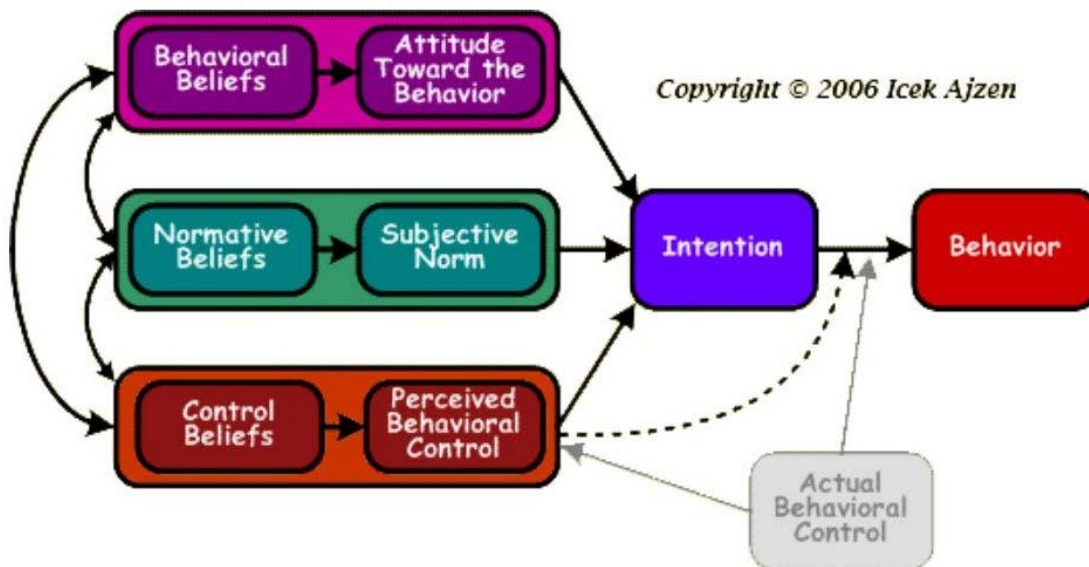 Behavioral
Beliefs
Attitude
Toward the
Behavior
Copyright © 2006 Icek Ajzen
Normative
Beliefs
Subjective
Norm
Intention
Behavior
Control
Beliefs
Perceived
Behavioral
Control
Actual
Behavioral
Control